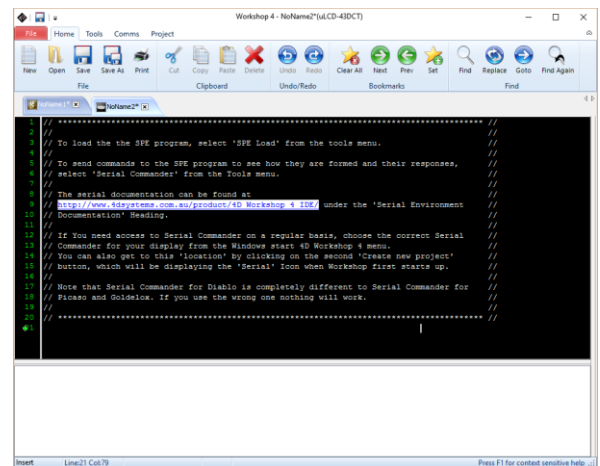 Workshop 4 - NoName2*(uLCD-43DCT)
File Home Tools Comms Project
New Open Save Save As Print Cut Copy Paste Delete Undo Redo Clear All Next Prev Set Find Replace Goto Find Again
File Clipboard Undo/Redo Bookmarks Find
NoName1* NoName2*
1 // ************************************************************************************** //
2 // //
3 // To load the the SPE program, select 'SPE Load' from the tools menu. //
4 // //
5 // To send commands to the SPE program to see how they are formed and their responses, //
6 // select 'Serial Commander' from the Tools menu. //
7 // //
8 // The serial documentation can be found at //
9 // http://www.4dsystems.com.au/product/4D_Workshop_4_IDE/ under the 'Serial Environment //
10 // Documentation' Heading. //
11 // //
12 // If You need access to Serial Commander on a regular basis, choose the correct Serial //
13 // Commander for your display from the Windows start 4D Workshop 4 menu. //
14 // You can also get to this 'location' by clicking on the second 'Create new project' //
15 // button, which will be displaying the 'Serial' Icon when Workshop first starts up. //
16 // //
17 // Note that Serial Commander for Diablo is completely different to Serial Commander for //
18 // Picaso and Goldelox. If you use the wrong one nothing will work. //
19 // //
20 // ************************************************************************************** //
21
Insert Line:21 Col:79 Press F1 for context sensitive help